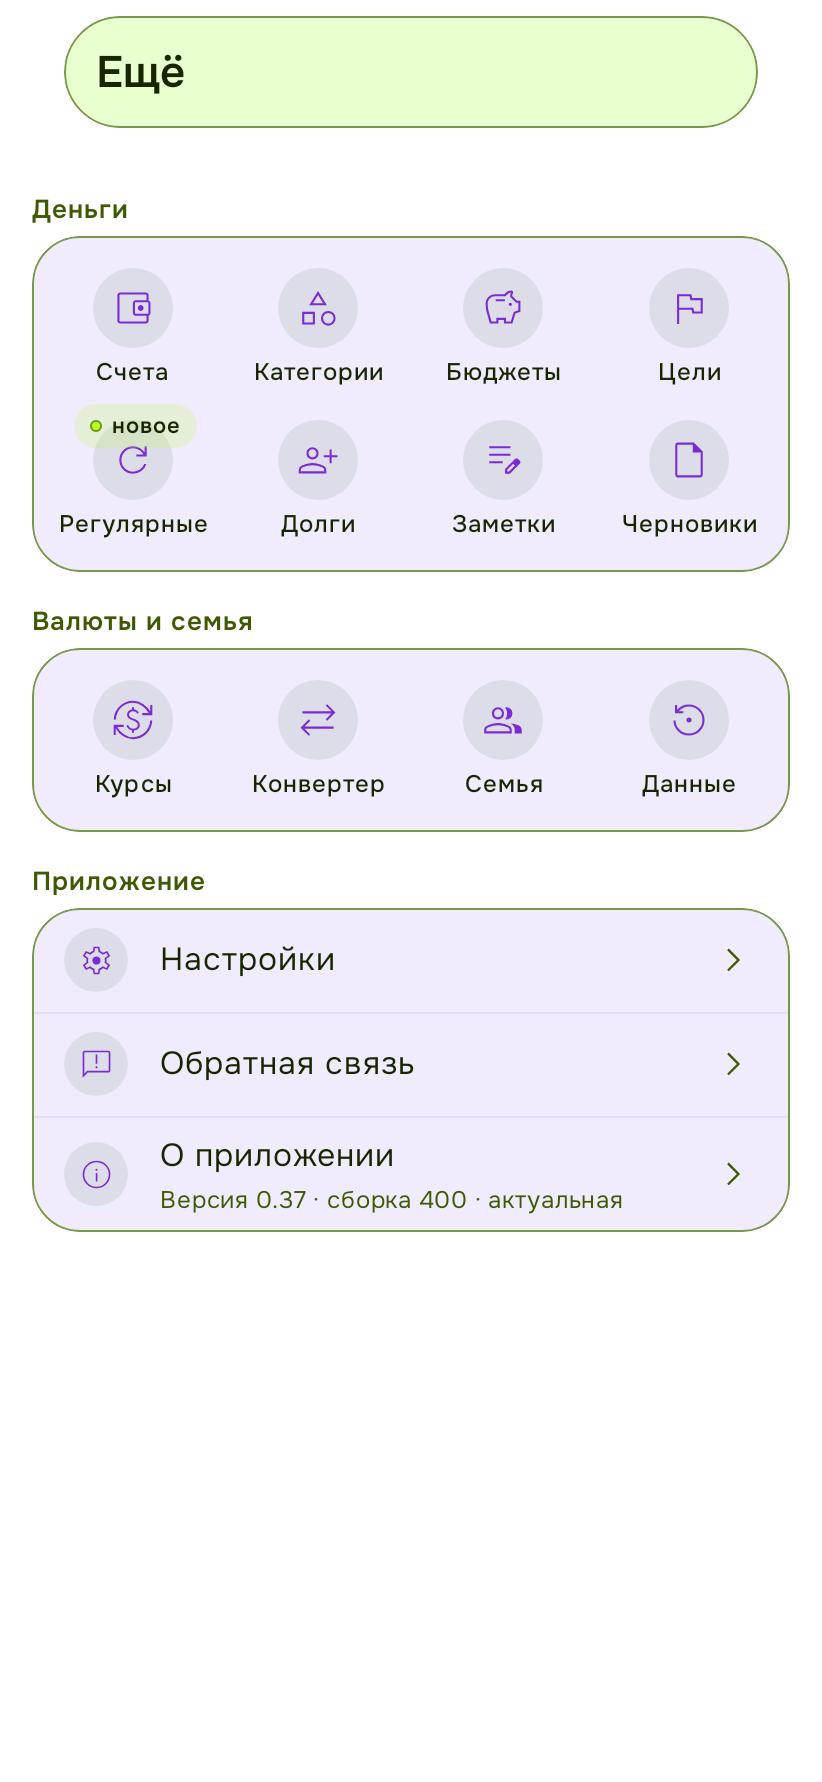 Ещё
Деньги
Счета
Категории
Бюджеты
Цели
новое
Регулярные
Долги
Заметки
Черновики
Валюты и семья
Курсы
Конвертер
Семья
Данные
Приложение
Настройки
Обратная связь
О приложении
Версия 0.37 · сборка 400 · актуальная